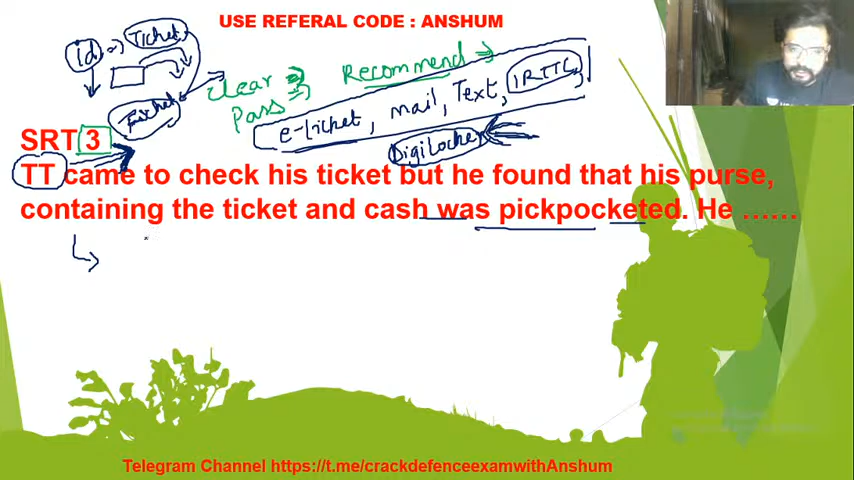 USE REFERAL CODE : ANSHUM
id => Ticket
clear => Recommend =>
Pass =>
Ticket
e-ticket, mail, Text, IRTTC
DigiLocker
SRT 3
TT came to check his ticket but he found that his purse,
containing the ticket and cash was pickpocketed. He ......
Telegram Channel https://t.me/crackdefenceexamwithAnshum